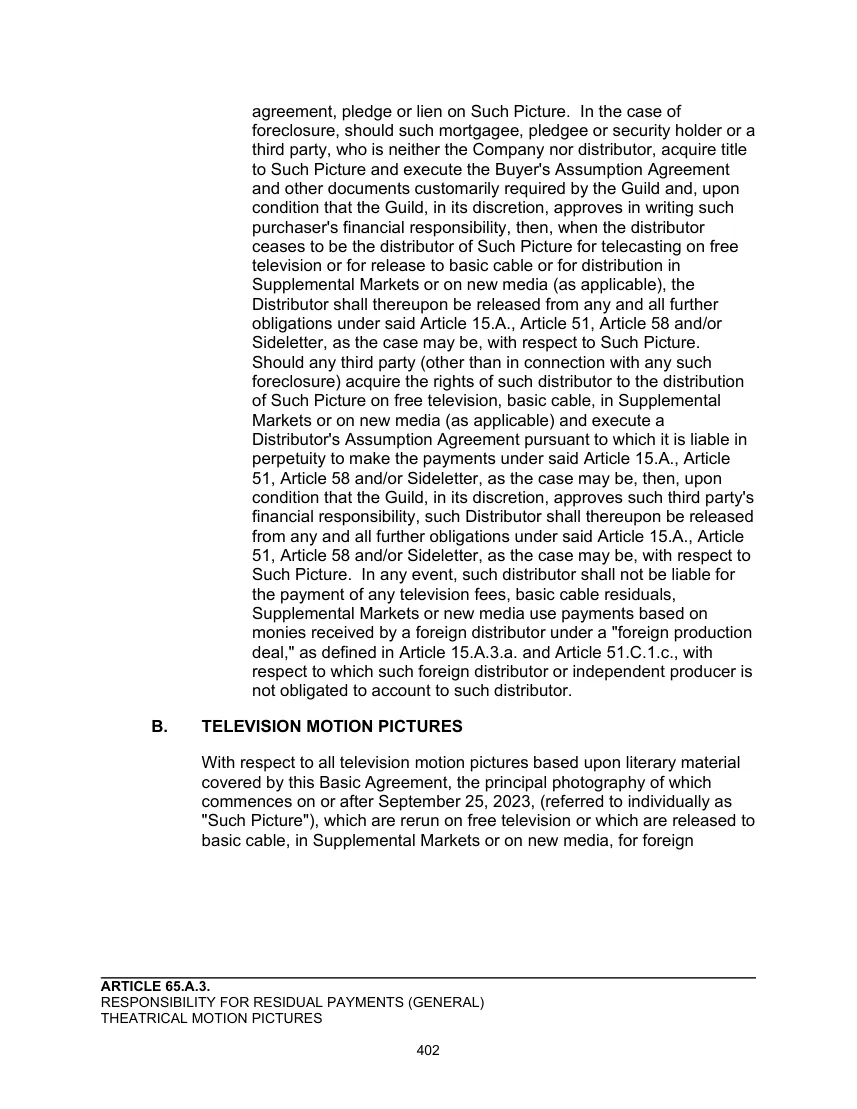 agreement, pledge or lien on Such Picture.  In the case of
foreclosure, should such mortgagee, pledgee or security holder or a
third party, who is neither the Company nor distributor, acquire title
to Such Picture and execute the Buyer's Assumption Agreement
and other documents customarily required by the Guild and, upon
condition that the Guild, in its discretion, approves in writing such
purchaser's financial responsibility, then, when the distributor
ceases to be the distributor of Such Picture for telecasting on free
television or for release to basic cable or for distribution in
Supplemental Markets or on new media (as applicable), the
Distributor shall thereupon be released from any and all further
obligations under said Article 15.A., Article 51, Article 58 and/or
Sideletter, as the case may be, with respect to Such Picture.
Should any third party (other than in connection with any such
foreclosure) acquire the rights of such distributor to the distribution
of Such Picture on free television, basic cable, in Supplemental
Markets or on new media (as applicable) and execute a
Distributor's Assumption Agreement pursuant to which it is liable in
perpetuity to make the payments under said Article 15.A., Article
51, Article 58 and/or Sideletter, as the case may be, then, upon
condition that the Guild, in its discretion, approves such third party's
financial responsibility, such Distributor shall thereupon be released
from any and all further obligations under said Article 15.A., Article
51, Article 58 and/or Sideletter, as the case may be, with respect to
Such Picture.  In any event, such distributor shall not be liable for
the payment of any television fees, basic cable residuals,
Supplemental Markets or new media use payments based on
monies received by a foreign distributor under a "foreign production
deal," as defined in Article 15.A.3.a. and Article 51.C.1.c., with
respect to which such foreign distributor or independent producer is
not obligated to account to such distributor.
B. TELEVISION MOTION PICTURES
With respect to all television motion pictures based upon literary material
covered by this Basic Agreement, the principal photography of which
commences on or after September 25, 2023, (referred to individually as
"Such Picture"), which are rerun on free television or which are released to
basic cable, in Supplemental Markets or on new media, for foreign
ARTICLE 65.A.3.
RESPONSIBILITY FOR RESIDUAL PAYMENTS (GENERAL)
THEATRICAL MOTION PICTURES
402